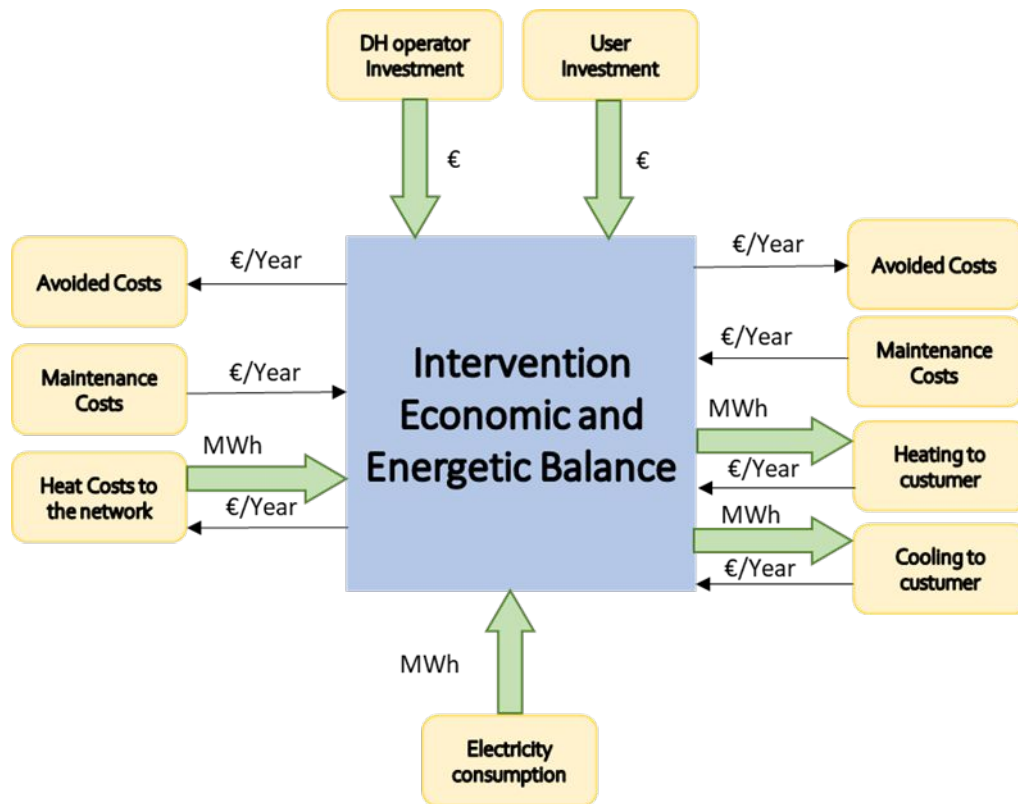 DH operator
Investment
User
Investment
€
€
€/Year
€/Year
Avoided Costs
Avoided Costs
Maintenance
Costs
€/Year
Intervention
Economic and
Energetic Balance
€/Year
Maintenance
Costs
MWh
Heat Costs to
the network
€/Year
MWh
Heating to
custumer
€/Year
MWh
Cooling to
custumer
€/Year
MWh
Electricity
consumption